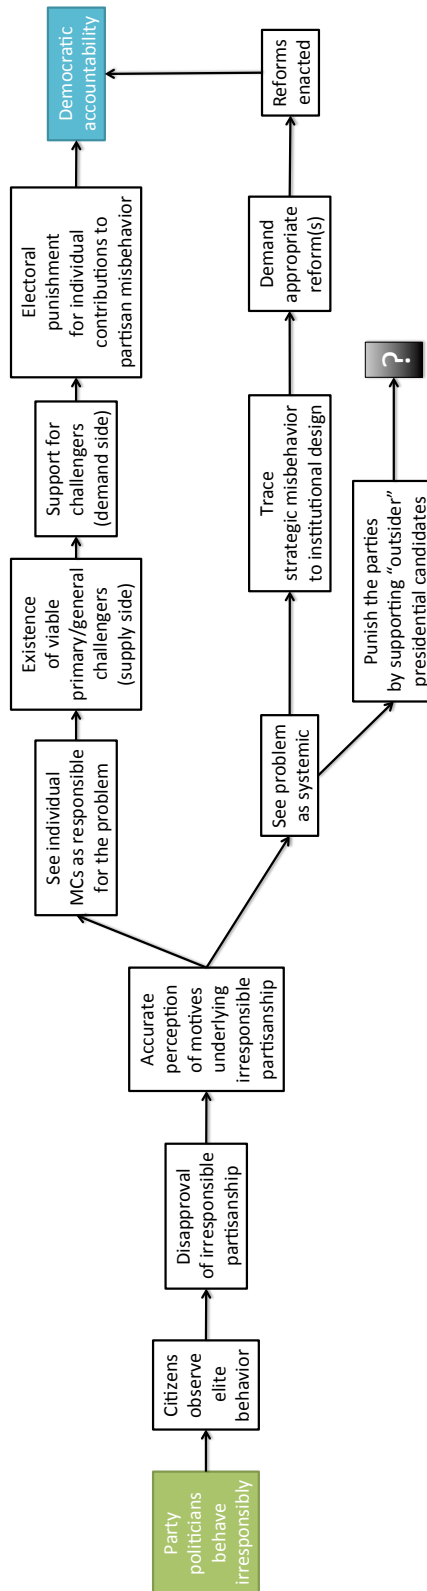 Party
politicians
behave
irresponsibly
Citizens
observe
elite
behavior
Disapproval
of irresponsible
partisanship
Accurate
perception
of motives
underlying
irresponsible
partisanship
See individual
MCs as responsible
for the problem
Existence
of viable
primary/general
challengers
(supply side)
Support for
challengers
(demand side)
Electoral
punishment
for individual
contributions to
partisan misbehavior
Democratic
accountability
See problem
as systemic
Trace
strategic misbehavior
to institutional design
Demand
appropriate
reform(s)
Reforms
enacted
Punish the parties
by supporting “outsider”
presidential candidates
¿